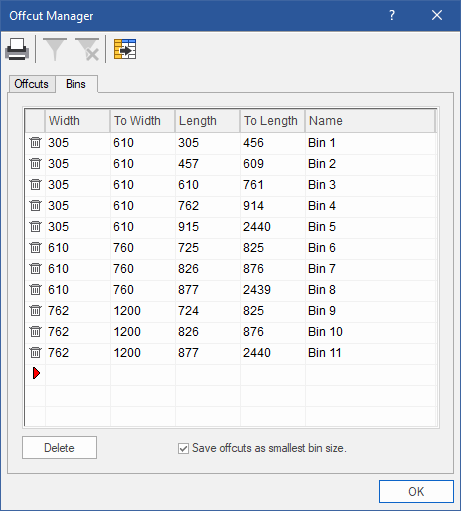 Offcut Manager ?
Offcuts Bins
Width To Width Length To Length Name
305 610 305 456 Bin 1
305 610 457 609 Bin 2
305 610 610 761 Bin 3
305 610 762 914 Bin 4
305 610 915 2440 Bin 5
610 760 725 825 Bin 6
610 760 826 876 Bin 7
610 760 877 2439 Bin 8
762 1200 724 825 Bin 9
762 1200 826 876 Bin 10
762 1200 877 2440 Bin 11
Delete Save offcuts as smallest bin size.
OK